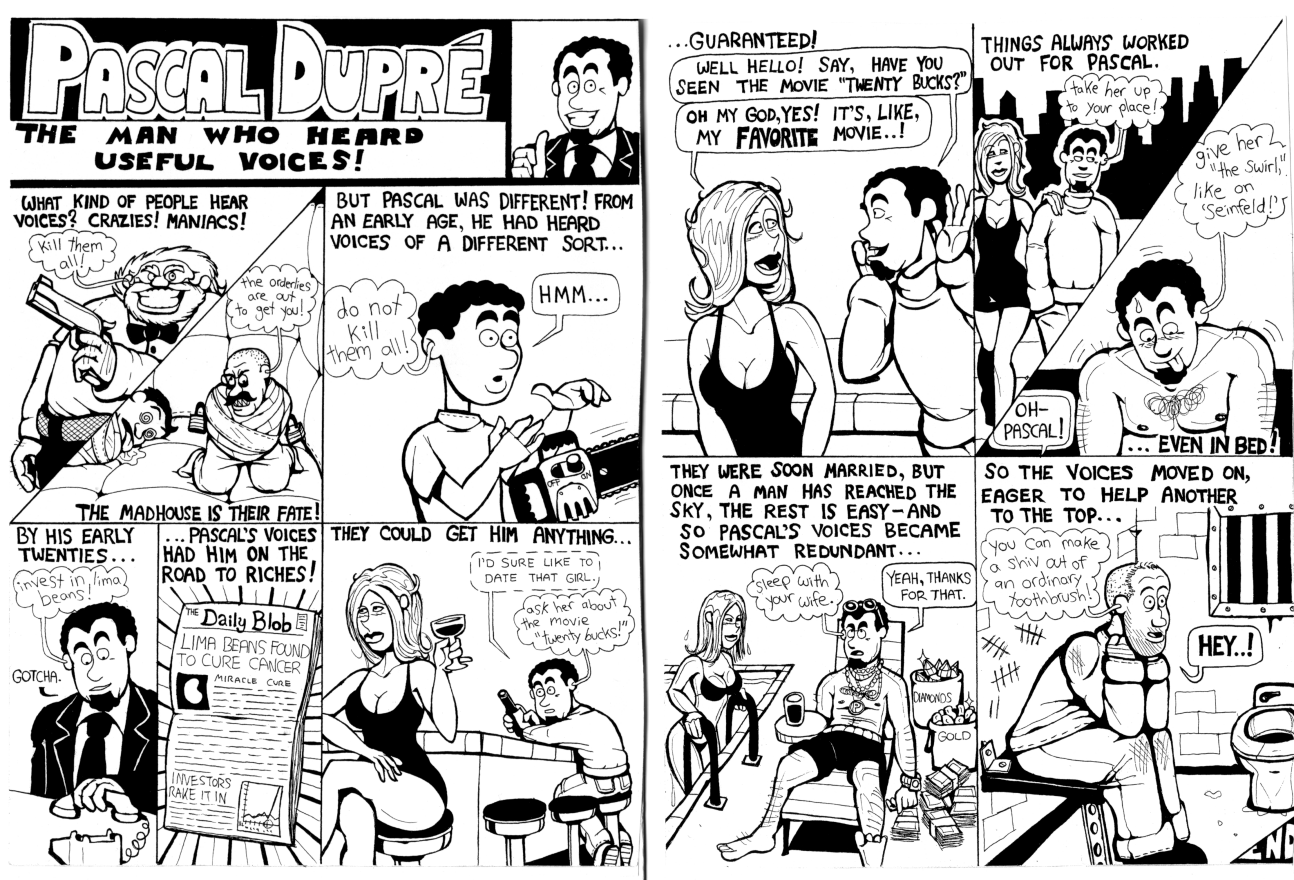 PASCAL DUPRÉ
THE MAN WHO HEARD
USEFUL VOICES!
WHAT KIND OF PEOPLE HEAR
VOICES? CRAZIES! MANIACS!
kill them
all!
the orderlies
are out
to get you!
THE MADHOUSE IS THEIR FATE!
BUT PASCAL WAS DIFFERENT! FROM
AN EARLY AGE, HE HAD HEARD
VOICES OF A DIFFERENT SORT...
do not
kill
them all!
HMM...
OFF ON
BY HIS EARLY
TWENTIES...
invest in lima
beans!
GOTCHA.
...PASCAL'S VOICES
HAD HIM ON THE
ROAD TO RICHES!
THE Daily Blob
LIMA BEANS FOUND
TO CURE CANCER
MIRACLE CURE
INVESTORS
RAKE IT IN
THEY COULD GET HIM ANYTHING...
I'D SURE LIKE TO
DATE THAT GIRL.
ask her about
the movie
"twenty bucks!"
...GUARANTEED!
WELL HELLO! SAY, HAVE YOU
SEEN THE MOVIE "TWENTY BUCKS?"
OH MY GOD, YES! IT'S, LIKE,
MY FAVORITE MOVIE..!
THINGS ALWAYS WORKED
OUT FOR PASCAL.
take her up
to your place!
give her
"the swirl,"
like on
'Seinfeld!'
OH-
PASCAL!
...EVEN IN BED!
THEY WERE SOON MARRIED, BUT
ONCE A MAN HAS REACHED THE
SKY, THE REST IS EASY-AND
SO PASCAL'S VOICES BECAME
SOMEWHAT REDUNDANT...
sleep with
your wife.
YEAH, THANKS
FOR THAT.
P
DIAMONDS
GOLD
SO THE VOICES MOVED ON,
EAGER TO HELP ANOTHER
TO THE TOP...
you can make
a shiv out of
an ordinary
toothbrush!
HEY..!
END